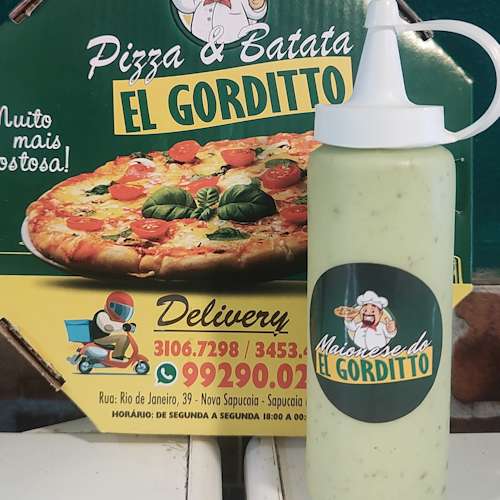 Pizza & Batata
EL GORDITTO
Muito
mais
gostosa!
Delivery
3106.7298 / 3453.4
99290.02
Rua: Rio de Janeiro, 39 - Nova Sapucaia - Sapucaia
HORÁRIO: DE SEGUNDA A SEGUNDA 18:00 A 00:
Maionese do
EL GORDITTO